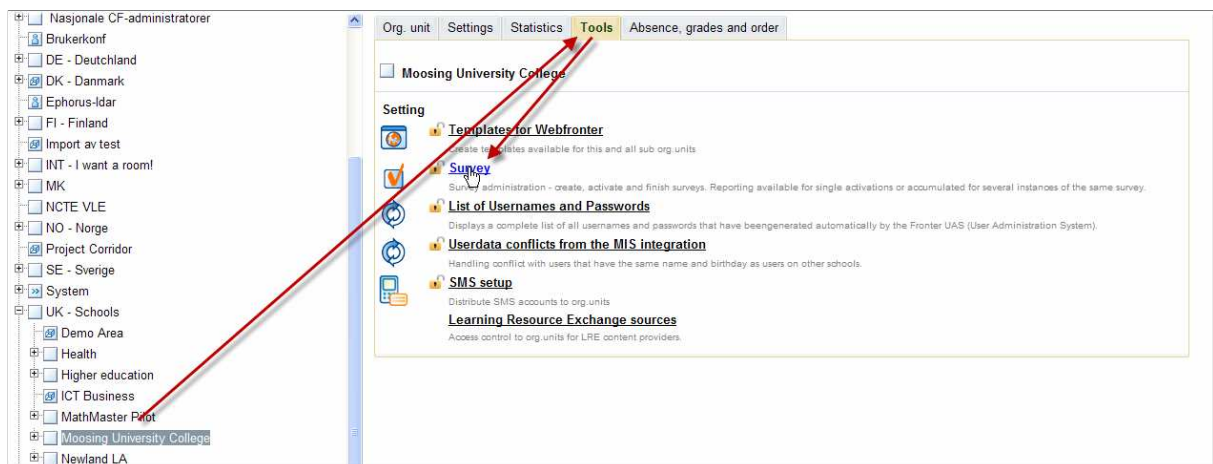 Nasjonale CF-administratorer
Brukerkonf
DE - Deutchland
DK - Danmark
Ephorus-Idar
FI - Finland
Import av test
INT - I want a room!
MK
NCTE VLE
NO - Norge
Project Corridor
SE - Sverige
System
UK - Schools
Demo Area
Health
Higher education
ICT Business
MathMaster Pilot
Moosing University College
Newland LA
Org. unit Settings Statistics Tools Absence, grades and order
Moosing University College
Setting
Templates for Webfronter
Create templates available for this and all sub org.units
Survey
Survey administration - create, activate and finish surveys. Reporting available for single activations or accumulated for several instances of the same survey.
List of Usernames and Passwords
Displays a complete list of all usernames and passwords that have beengenerated automatically by the Fronter UAS (User Administration System).
Userdata conflicts from the MIS integration
Handling conflict with users that have the same name and birthday as users on other schools.
SMS setup
Distribute SMS accounts to org.units
Learning Resource Exchange sources
Access control to org.units for LRE content providers.